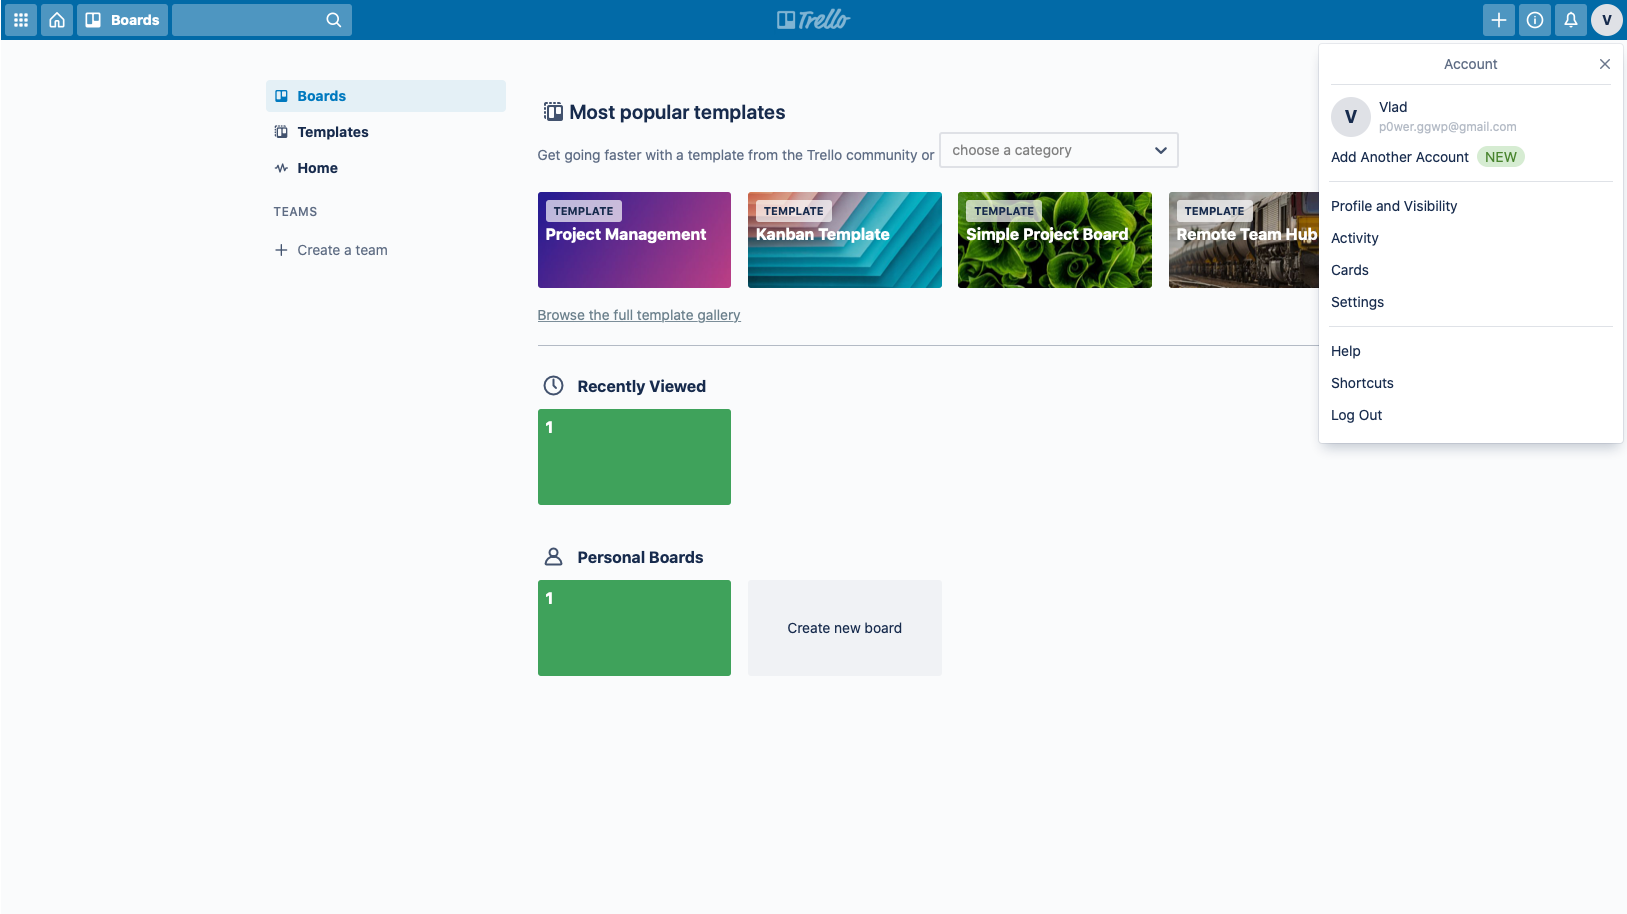 Boards
Trello
V
Boards
Templates
Home
TEAMS
Create a team
Most popular templates
Get going faster with a template from the Trello community or
choose a category
TEMPLATE
Project Management
TEMPLATE
Kanban Template
TEMPLATE
Simple Project Board
TEMPLATE
Remote Team Hub
Browse the full template gallery
Recently Viewed
1
Personal Boards
1
Create new board
Account
V
Vlad
p0wer.ggwp@gmail.com
Add Another Account NEW
Profile and Visibility
Activity
Cards
Settings
Help
Shortcuts
Log Out